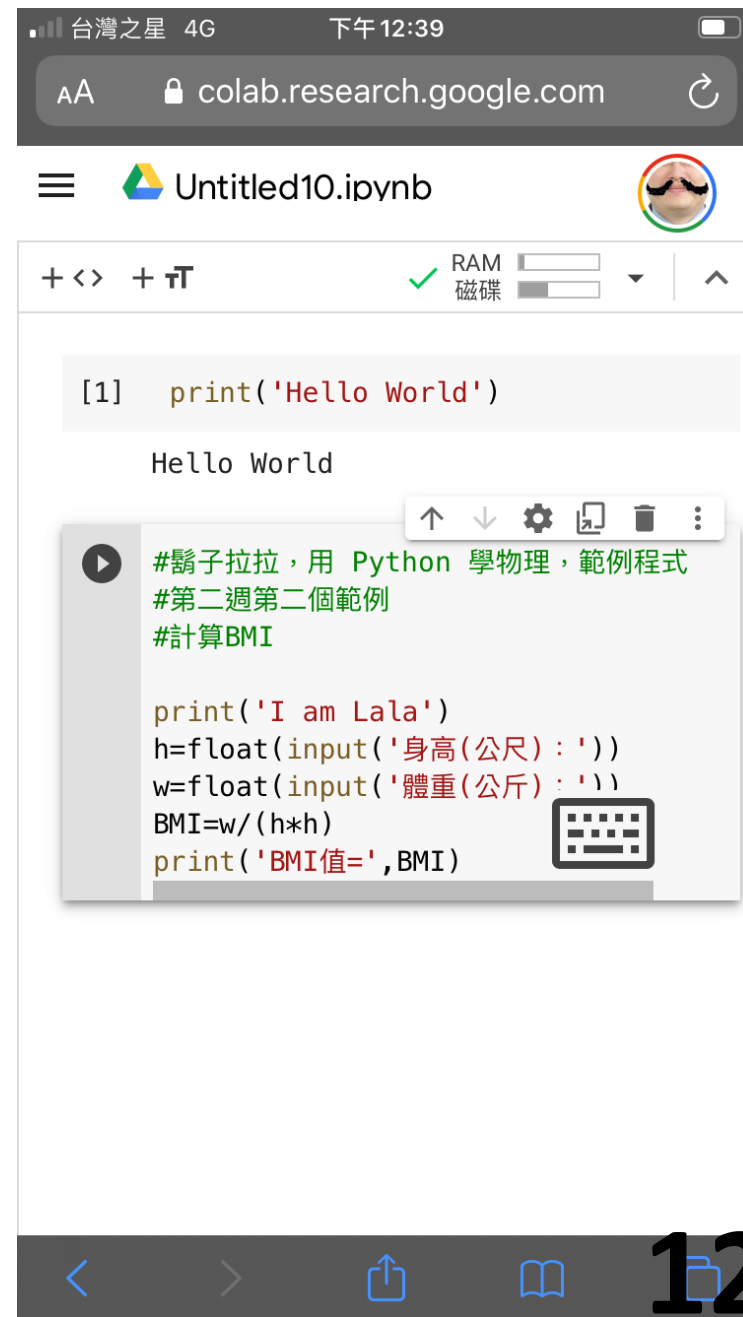 台灣之星 4G 下午12:39
AA colab.research.google.com
Untitled10.ipynb
+<> +TT RAM
磁碟
[1] print('Hello World')
Hello World
#鬍子拉拉，用 Python 學物理，範例程式
#第二週第二個範例
#計算BMI
print('I am Lala')
h=float(input('身高(公尺)：'))
w=float(input('體重(公斤)：'))
BMI=w/(h*h)
print('BMI值=',BMI)
12